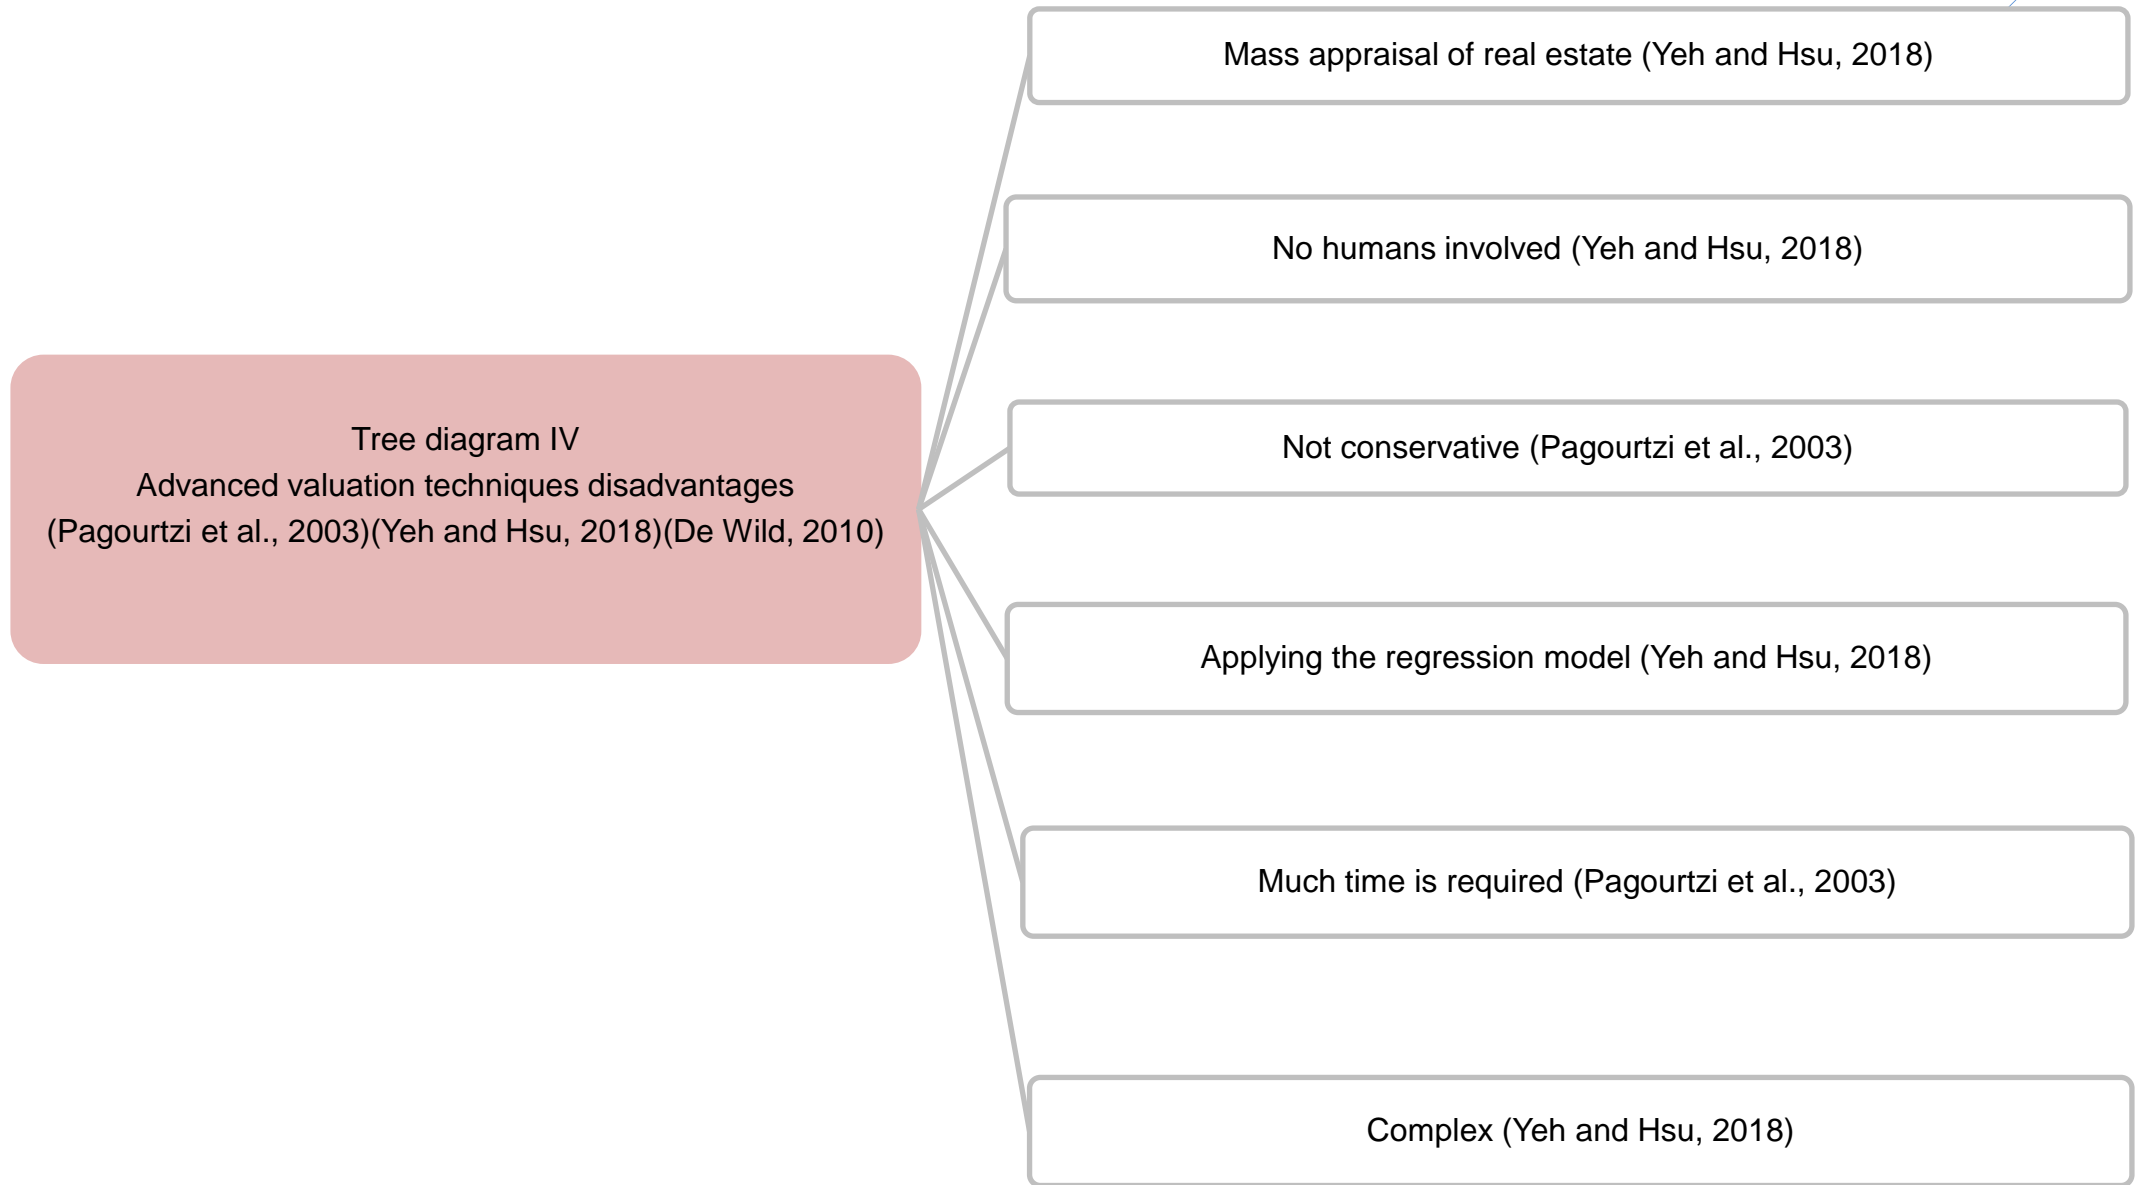 Mass appraisal of real estate (Yeh and Hsu, 2018)
No humans involved (Yeh and Hsu, 2018)
Not conservative (Pagourtzi et al., 2003)
Tree diagram IV
Advanced valuation techniques disadvantages
(Pagourtzi et al., 2003)(Yeh and Hsu, 2018)(De Wild, 2010)
Applying the regression model (Yeh and Hsu, 2018)
Much time is required (Pagourtzi et al., 2003)
Complex (Yeh and Hsu, 2018)